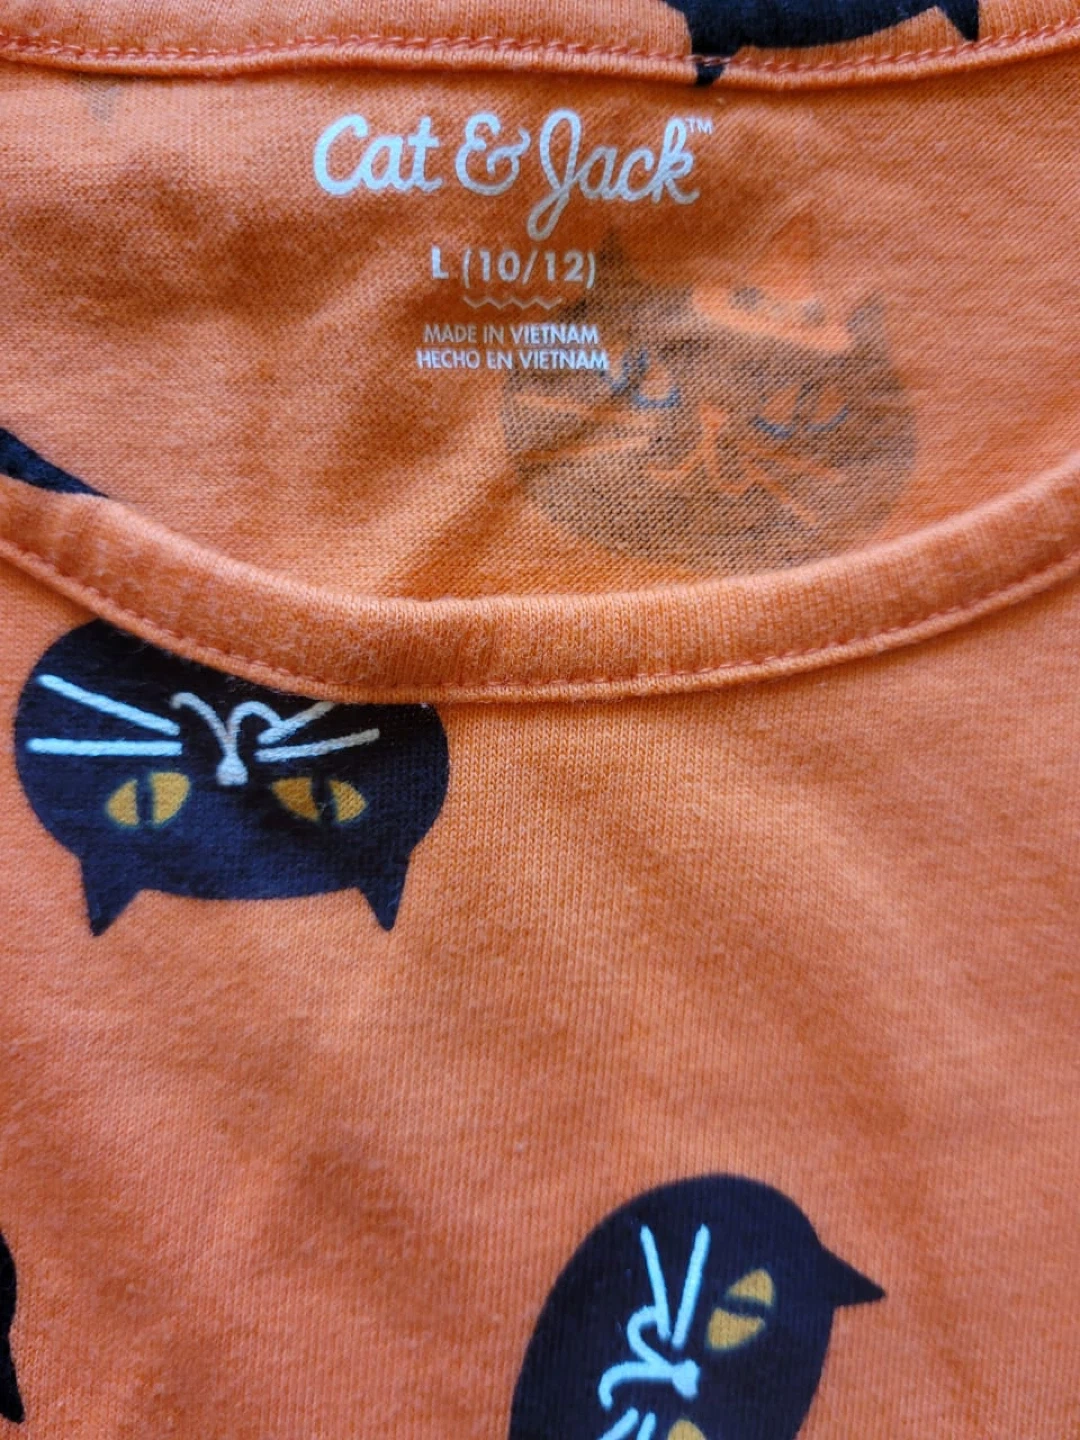 Cat & Jack™
L (10/12)
MADE IN VIETNAM
HECHO EN VIETNAM